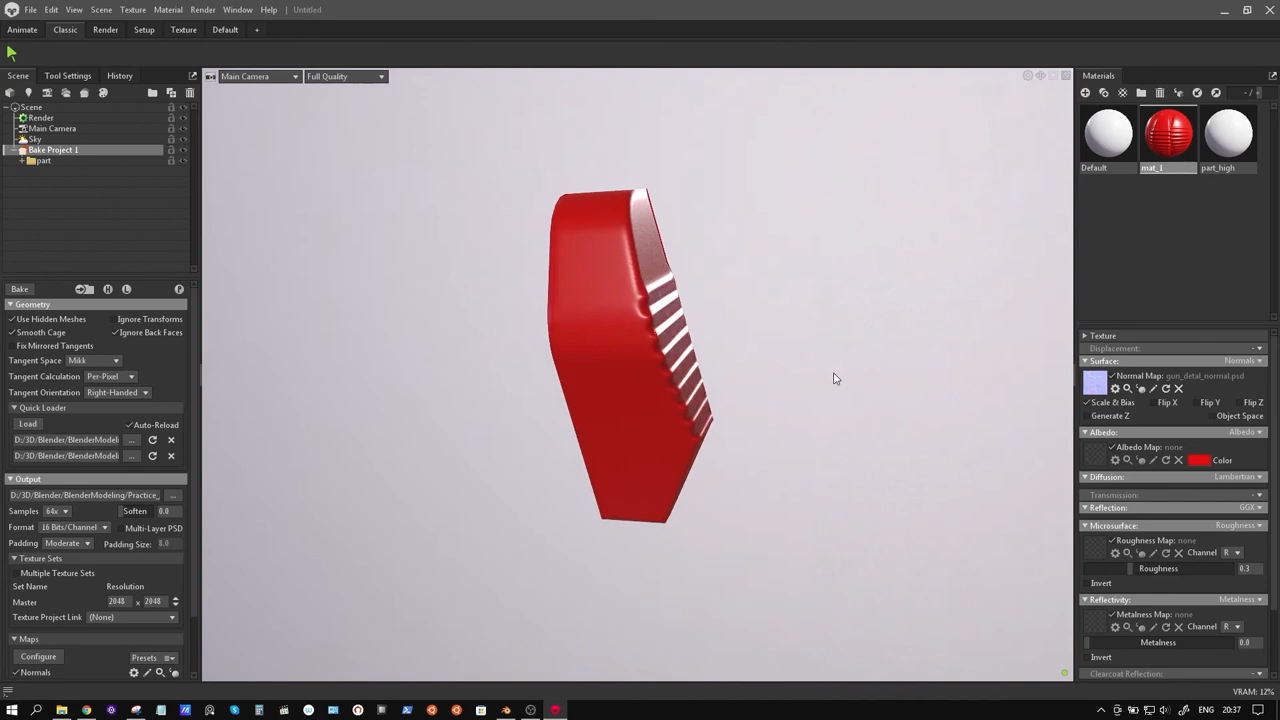 File Edit View Scene Texture Material Render Window Help Untitled
Animate Classic Render Setup Texture Default +
Scene Tool Settings History
Main Camera Full Quality
Materials
Scene
Render
Main Camera
Sky
Bake Project 1
part
Default mat_1 part_high
Bake H L P
Geometry
Use Hidden Meshes Ignore Transforms
Smooth Cage Ignore Back Faces
Fix Mirrored Tangents
Tangent Space Mikk
Tangent Calculation Per-Pixel
Tangent Orientation Right-Handed
Quick Loader
Load Auto-Reload
D:/3D/Blender/BlenderModeli ...
D:/3D/Blender/BlenderModeli ...
Output
D:/3D/Blender/BlenderModeling/Practice_ ...
Samples 64x Soften 0.0
Format 16 Bits/Channel Multi-Layer PSD
Padding Moderate Padding Size: 8.0
Texture Sets
Multiple Texture Sets
Set Name Resolution
Master 2048 x 2048
Texture Project Link (None)
Maps
Configure Presets
Normals
Texture
Displacement:
Surface: Normals
Normal Map: gun_detal_normal.psd
Scale & Bias Flip X Flip Y Flip Z
Generate Z Object Space
Albedo: Albedo
Albedo Map: none
Color
Diffusion: Lambertian
Transmission:
Reflection: GGX
Microsurface: Roughness
Roughness Map: none
Channel R
Roughness 0.3
Invert
Reflectivity: Metalness
Metalness Map: none
Channel R
Metalness 0.0
Invert
Clearcoat Reflection:
VRAM: 12%
ENG 20:37